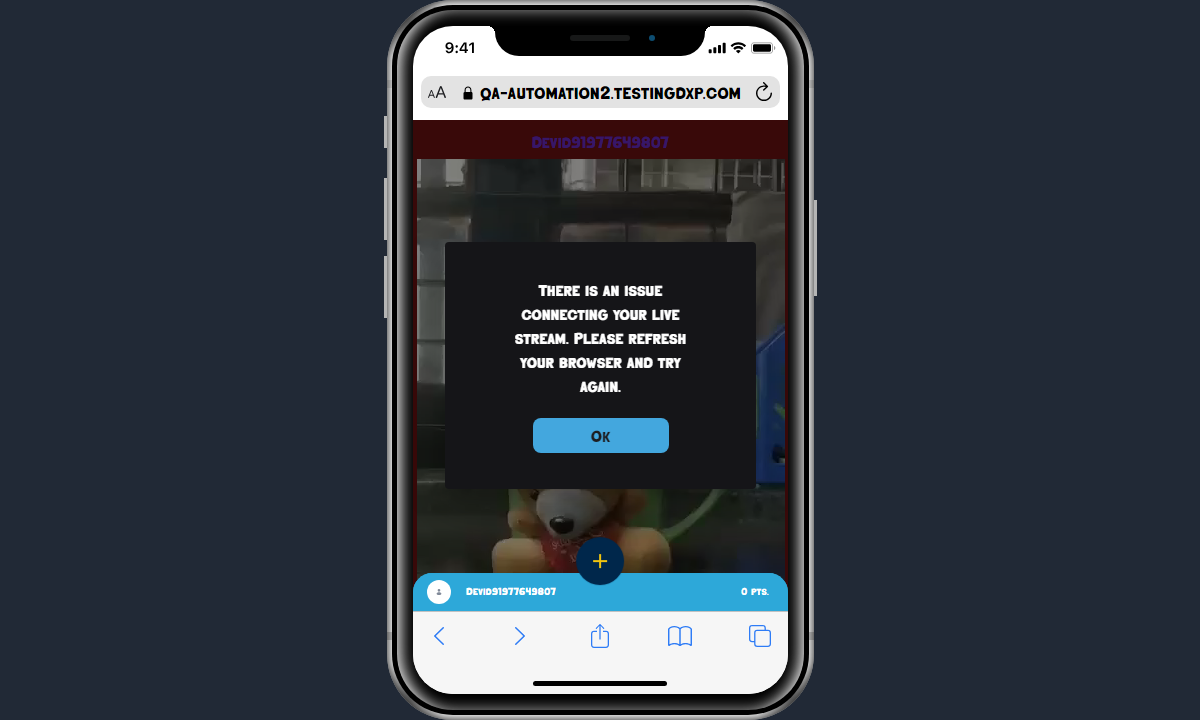 9:41
AA QA-AUTOMATION2.TESTINGDXP.COM
Devid91977649807
There is an issue
connecting your live
stream. Please refresh
your browser and try
again.
Ok
Devid91977649807 0 pts.